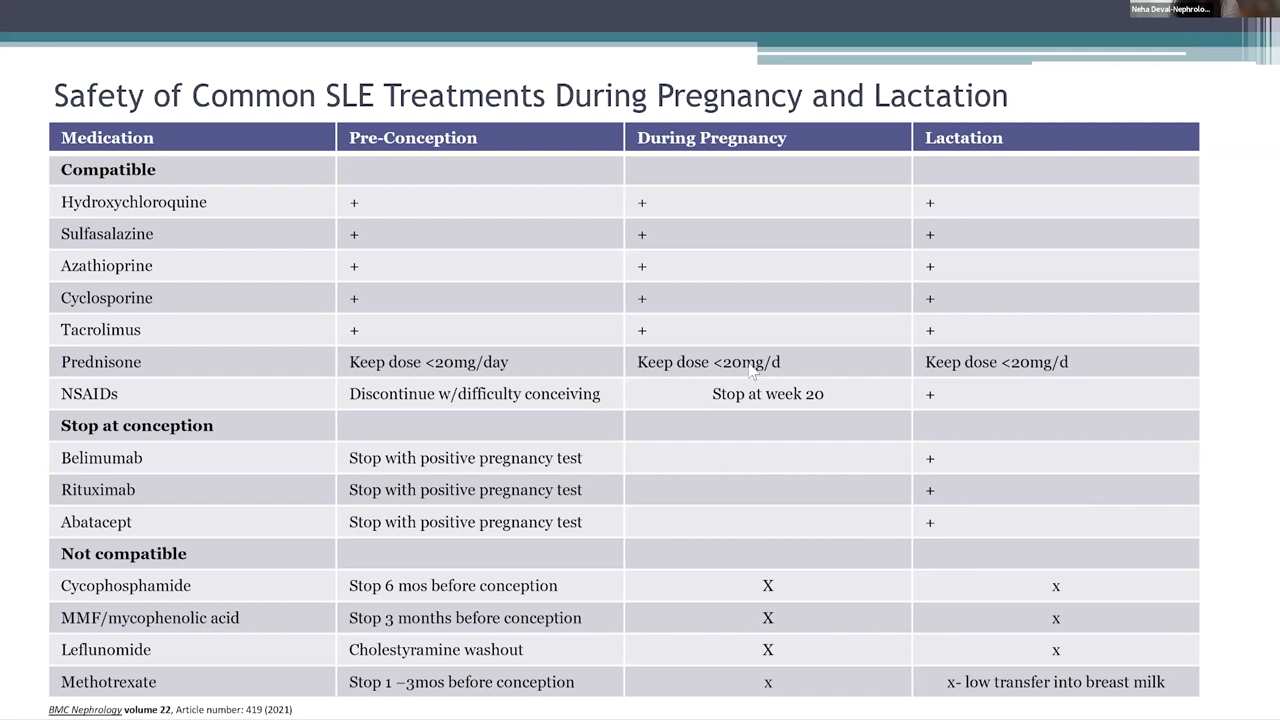 Neha Deval-Nephrolo...
Safety of Common SLE Treatments During Pregnancy and Lactation
Medication Pre-Conception During Pregnancy Lactation
Compatible
Hydroxychloroquine + + +
Sulfasalazine + + +
Azathioprine + + +
Cyclosporine + + +
Tacrolimus + + +
Prednisone Keep dose <20mg/day Keep dose <20mg/d Keep dose <20mg/d
NSAIDs Discontinue w/difficulty conceiving Stop at week 20 +
Stop at conception
Belimumab Stop with positive pregnancy test +
Rituximab Stop with positive pregnancy test +
Abatacept Stop with positive pregnancy test +
Not compatible
Cycophosphamide Stop 6 mos before conception X x
MMF/mycophenolic acid Stop 3 months before conception X x
Leflunomide Cholestyramine washout X x
Methotrexate Stop 1 –3mos before conception x x- low transfer into breast milk
BMC Nephrology volume 22, Article number: 419 (2021)